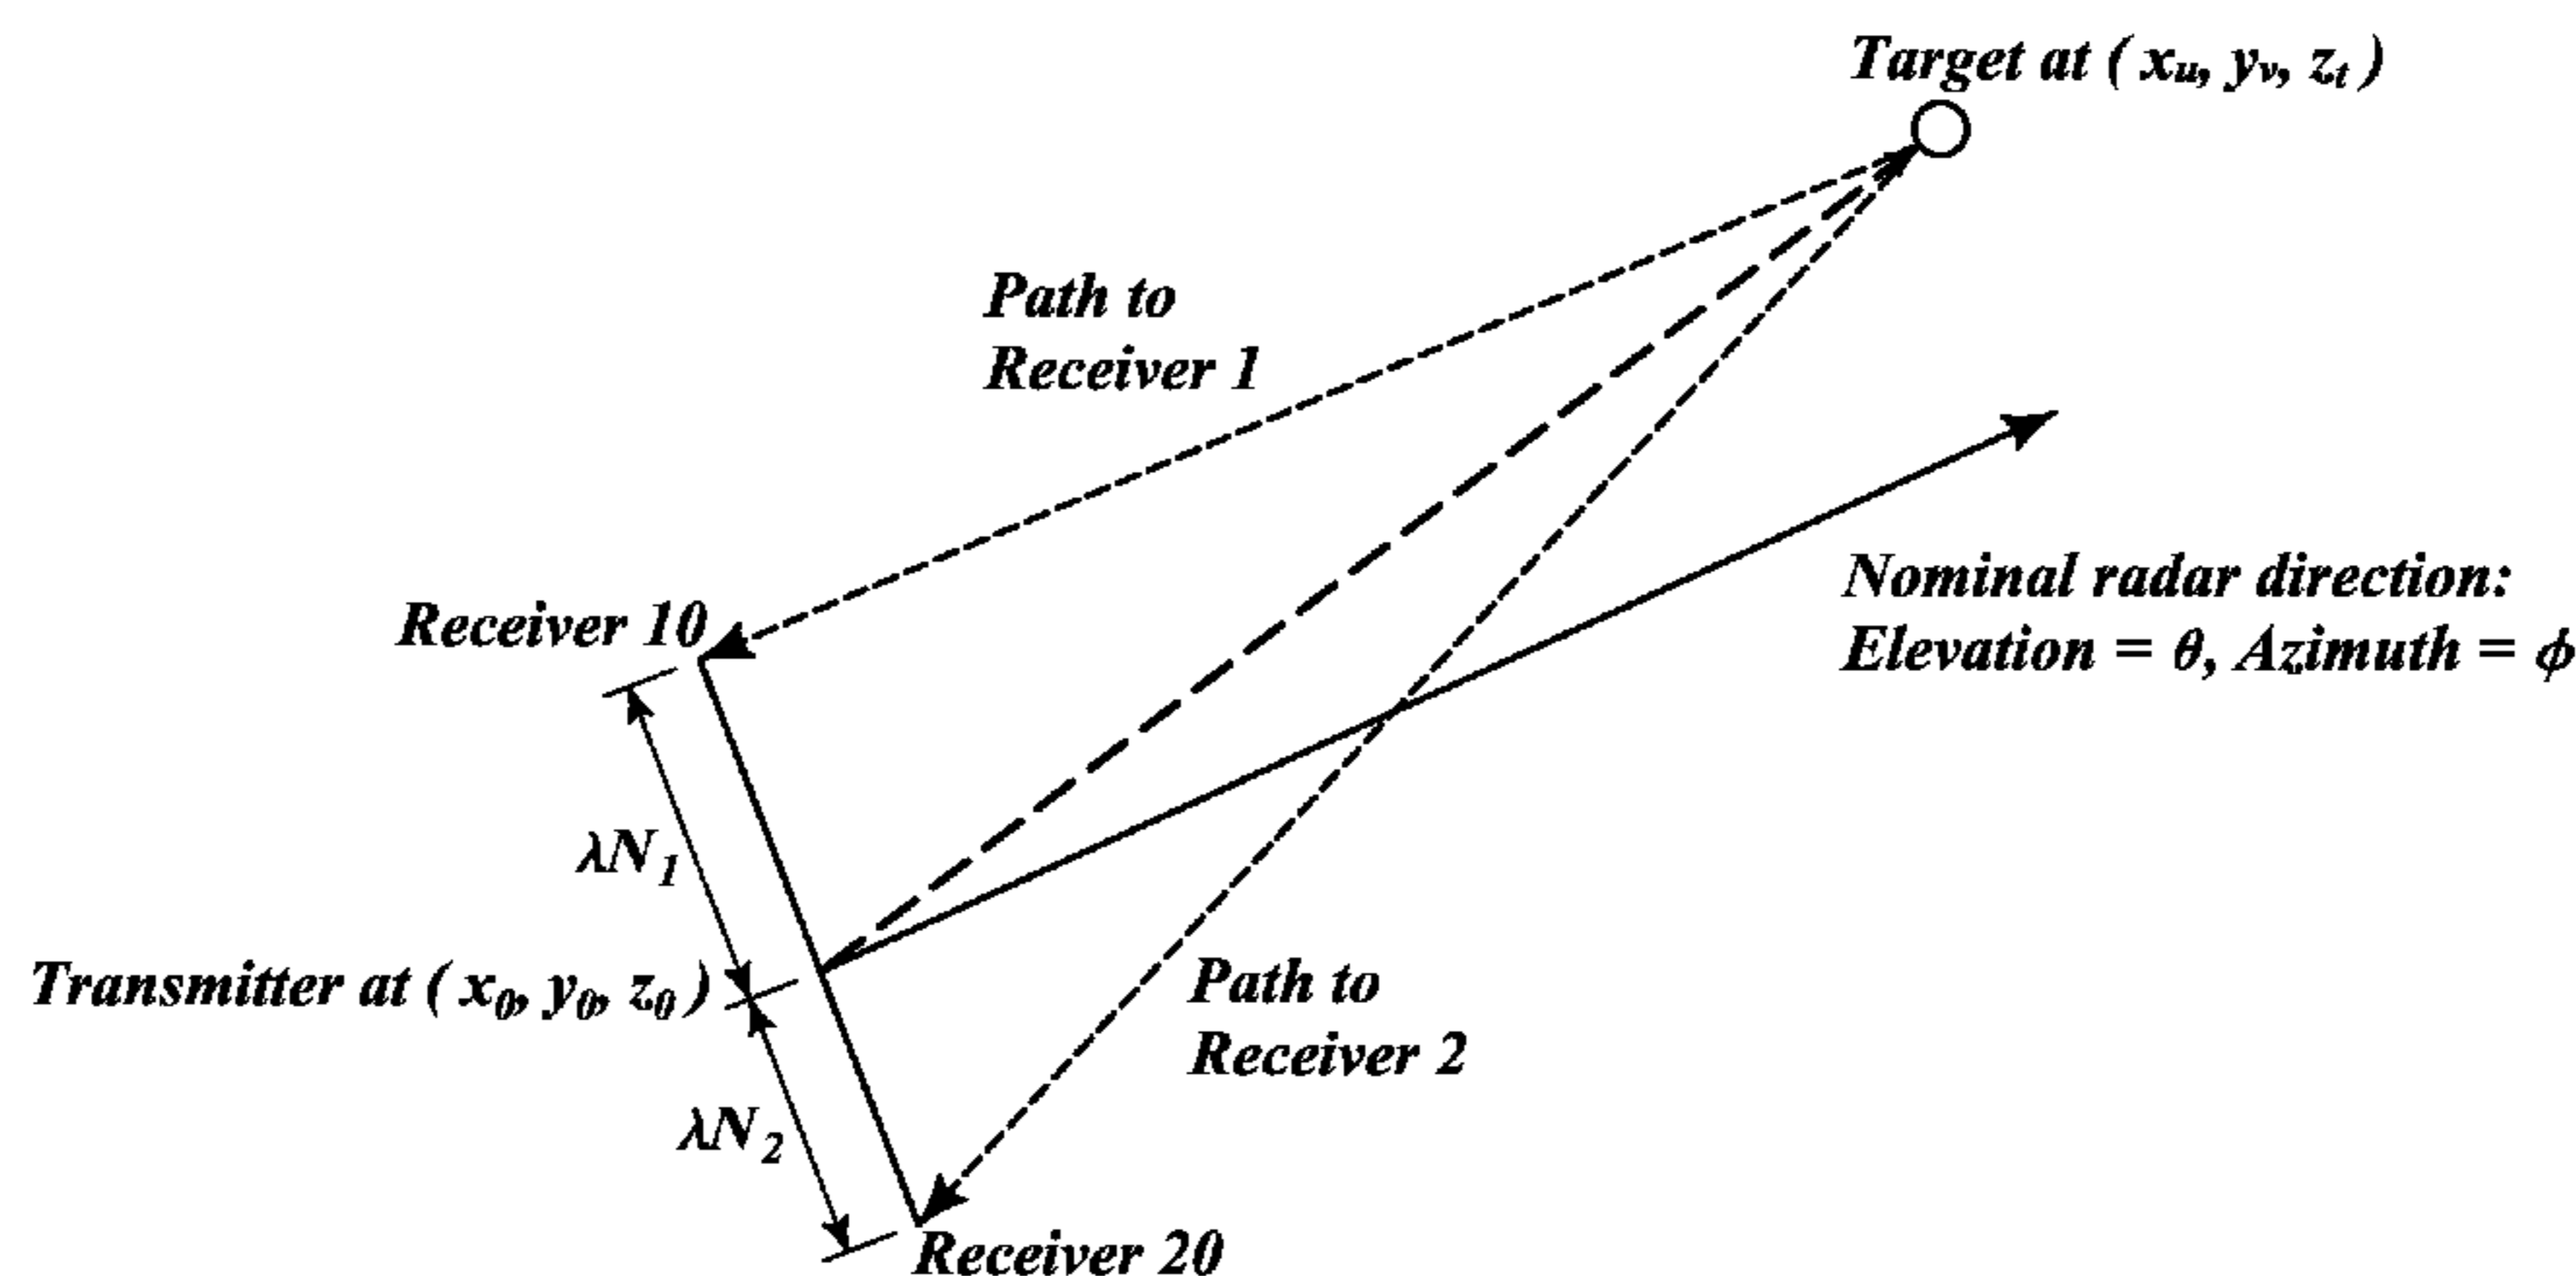 Target at ( xu, yv, zt )
Path to
Receiver 1
Nominal radar direction:
Elevation = θ, Azimuth = ϕ
Receiver 10
λN1
Transmitter at ( x0, y0, z0 )
Path to
Receiver 2
λN2
Receiver 20